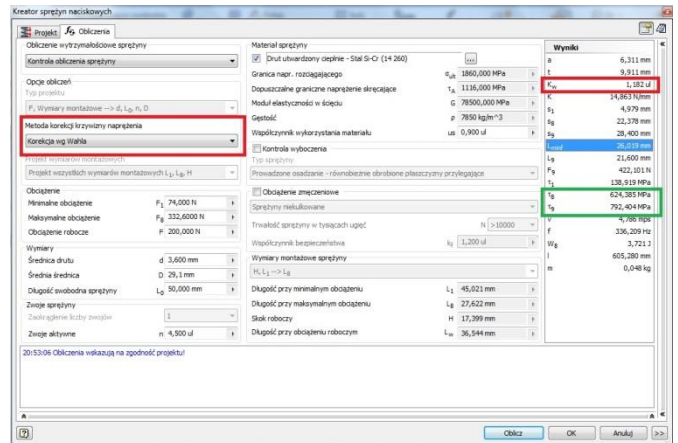 Kreator sprężyn naciskowych
Projekt
Obliczenia
Obliczenie wytrzymałościowe sprężyny
Kontrola obliczenia sprężyny
Opcje obliczeń
Typ projektu
F, Wymiary montażowe --> d, L0, n, D
Metoda korekcji krzywizny naprężenia
Korekcja wg Wahla
Projekt wymiarów montażowych
Projekt wszystkich wymiarów montażowych L1, L8, H
Obciążenie
Minimalne obciążenie F1 74,000 N
Maksymalne obciążenie F8 332,6000 N
Obciążenie robocze F 200,000 N
Wymiary
Średnica drutu d 3,600 mm
Średnia średnica D 29,1 mm
Długość swobodna sprężyny L0 50,000 mm
Zwoje sprężyny
Zaokrąglenie liczby zwojów 1
Zwoje aktywne n 4,500 ul
Materiał sprężyny
Drut utwardzony cieplnie - Stal Si-Cr (14 260) ...
Granica napr. rozciągającego σult 1860,000 MPa
Dopuszczalne graniczne naprężenie skręcające τA 1116,000 MPa
Moduł elastyczności w ścięciu G 78500,000 MPa
Gęstość ρ 7850 kg/m^3
Współczynnik wykorzystania materiału us 0,900 ul
Kontrola wyboczenia
Typ sprężyny
Prowadzone osadzanie - równobieżnie obrobione płaszczyzny przylegające
Obciążenie zmęczeniowe
Sprężyny niekulkowane
Trwałość sprężyny w tysiącach ugięć N >10000
Współczynnik bezpieczeństwa kf 1,200 ul
Wymiary montażowe sprężyny
H, L1 --> L8
Długość przy minimalnym obciążeniu L1 45,021 mm
Długość przy maksymalnym obciążeniu L8 27,622 mm
Skok roboczy H 17,399 mm
Długość przy obciążeniu roboczym Lw 36,544 mm
Wyniki
a 6,311 mm
t 9,911 mm
Kw 1,182 ul
K 14,863 N/mm
s1 4,979 mm
s8 22,378 mm
s9 28,400 mm
Lminf 26,019 mm
L9 21,600 mm
F9 422,101 N
τ1 138,919 MPa
τ8 624,385 MPa
τ9 792,404 MPa
v 4,786 mps
f 336,209 Hz
W8 3,721 J
l 605,280 mm
m 0,048 kg
20:53:06 Obliczenia wskazują na zgodność projektu!
Oblicz
OK
Anuluj
>>